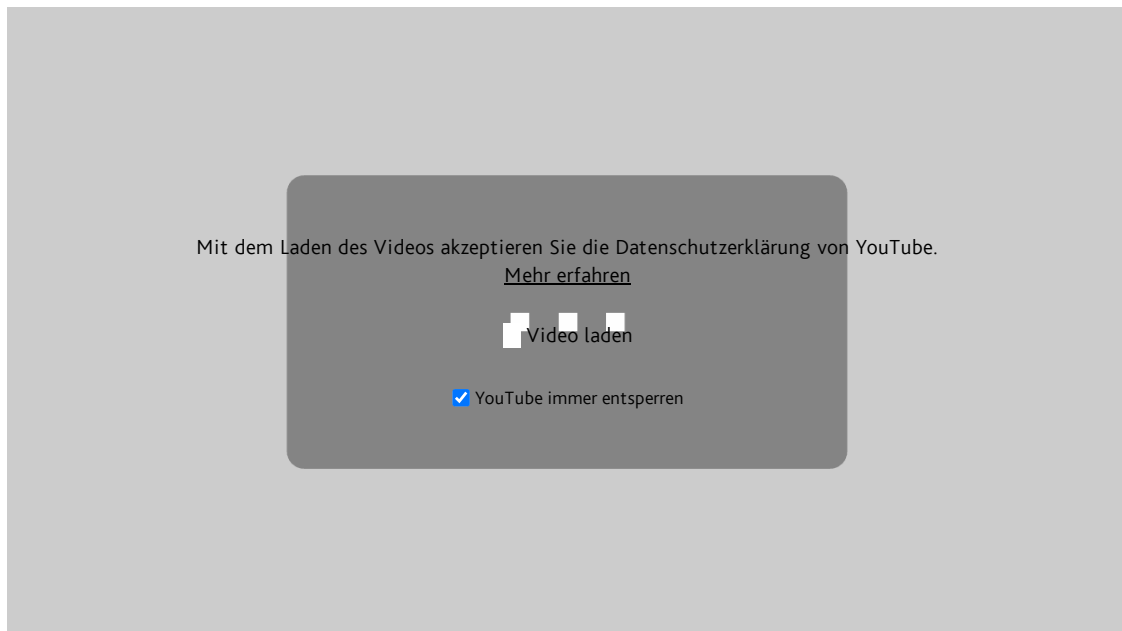 Mit dem Laden des Videos akzeptieren Sie die Datenschutzerklärung von YouTube.
Mehr erfahren
Video laden
YouTube immer entsperren